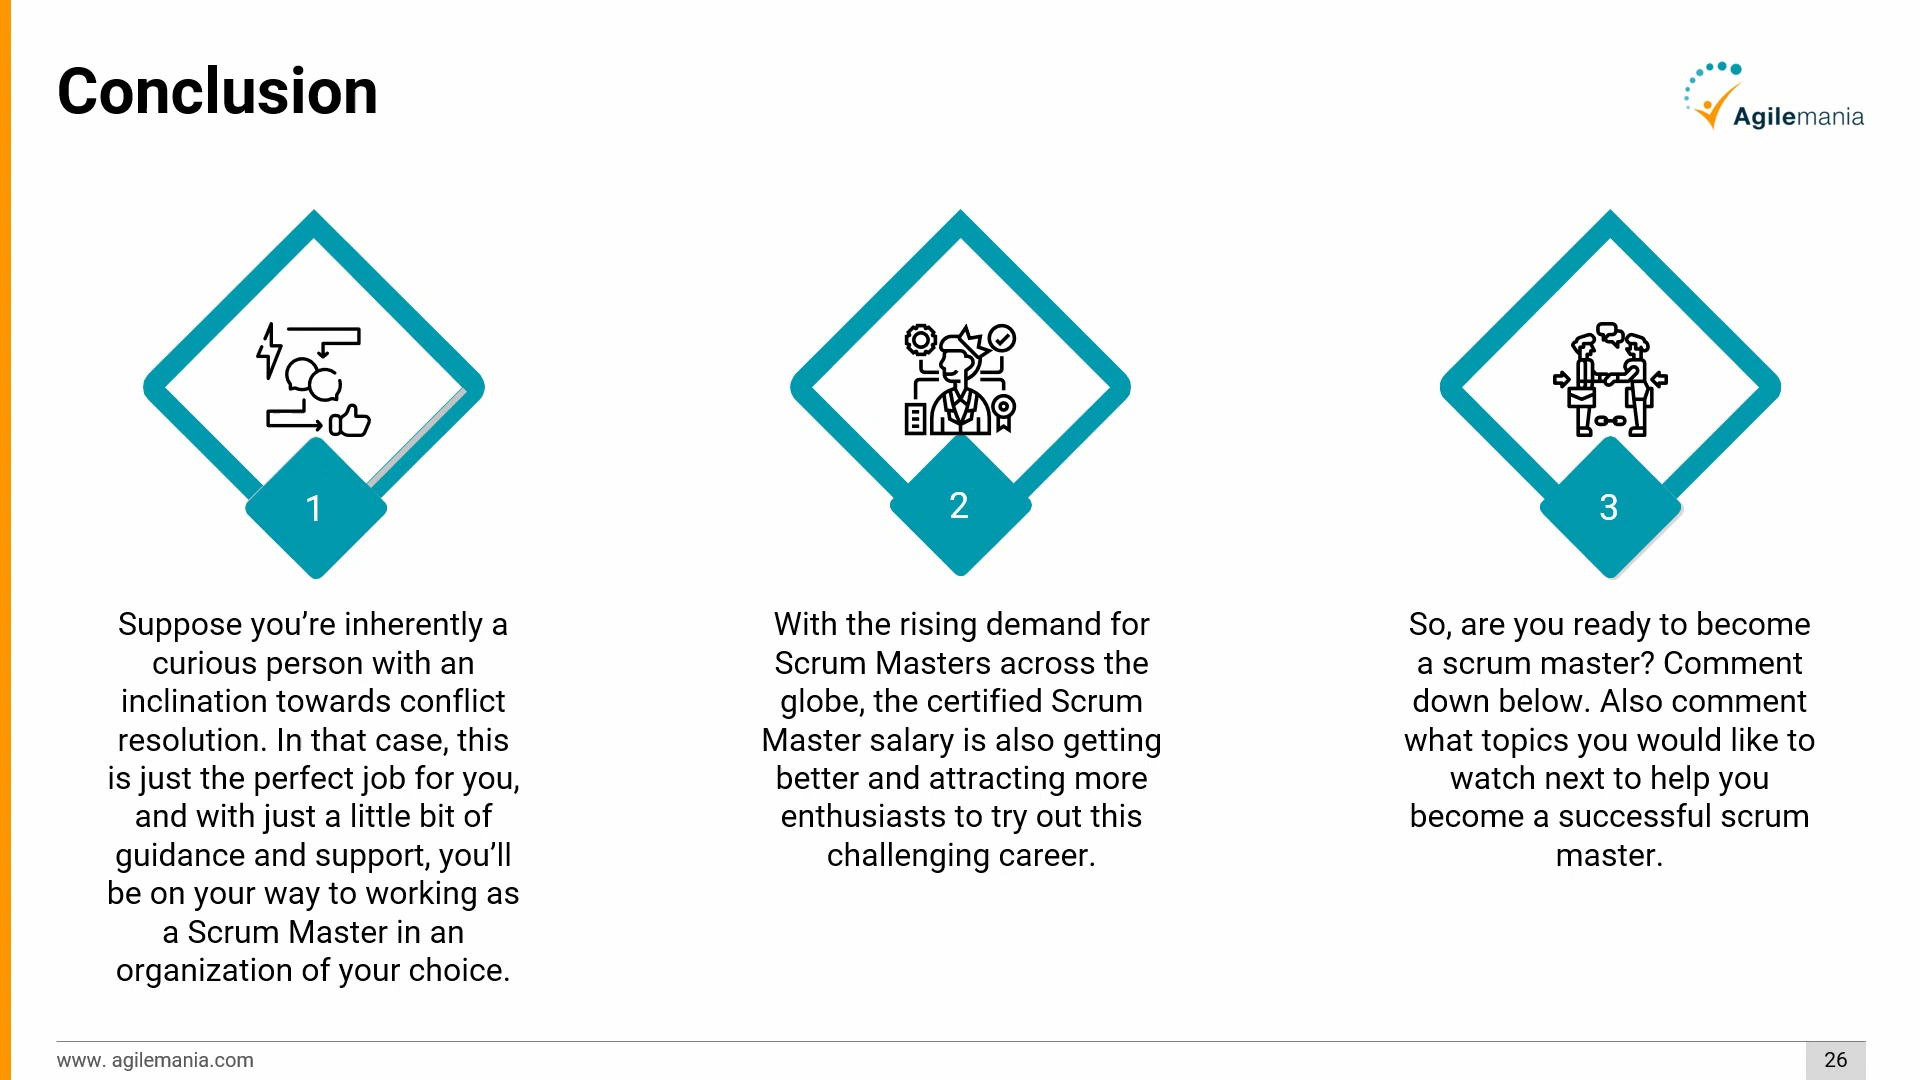 Conclusion
Agilemania
1
Suppose you’re inherently a
curious person with an
inclination towards conflict
resolution. In that case, this
is just the perfect job for you,
and with just a little bit of
guidance and support, you’ll
be on your way to working as
a Scrum Master in an
organization of your choice.
2
With the rising demand for
Scrum Masters across the
globe, the certified Scrum
Master salary is also getting
better and attracting more
enthusiasts to try out this
challenging career.
3
So, are you ready to become
a scrum master? Comment
down below. Also comment
what topics you would like to
watch next to help you
become a successful scrum
master.
www. agilemania.com
26